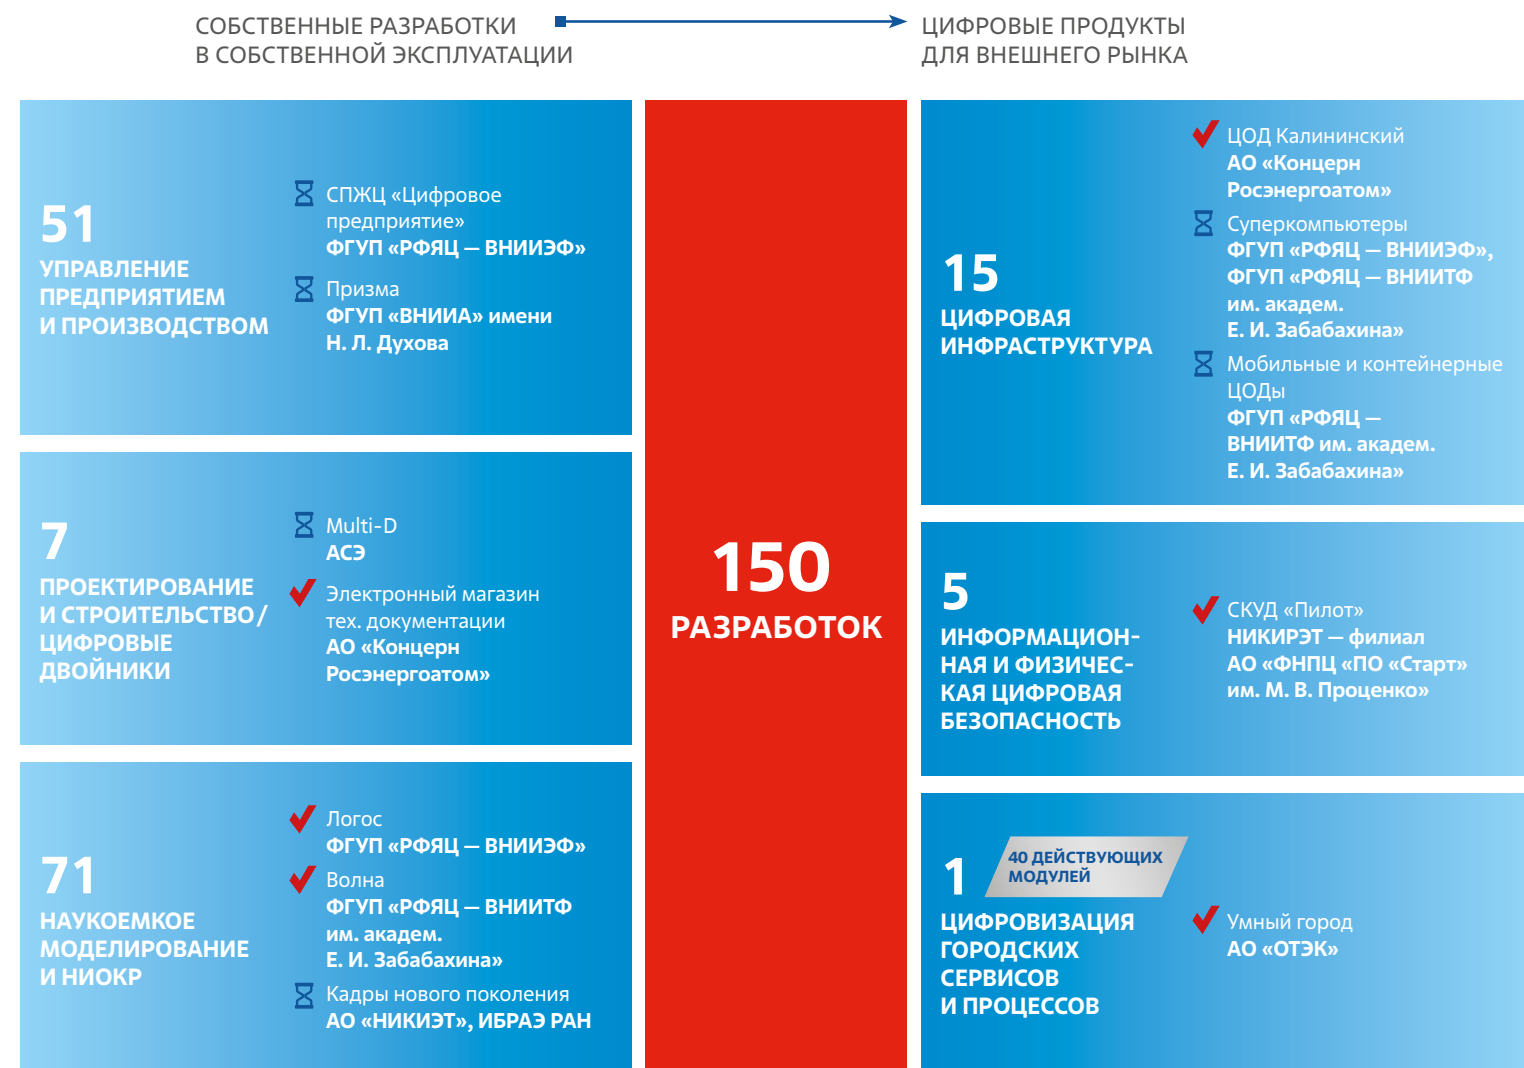 СОБСТВЕННЫЕ РАЗРАБОТКИ
В СОБСТВЕННОЙ ЭКСПЛУАТАЦИИ
ЦИФРОВЫЕ ПРОДУКТЫ
ДЛЯ ВНЕШНЕГО РЫНКА
51
УПРАВЛЕНИЕ
ПРЕДПРИЯТИЕМ
И ПРОИЗВОДСТВОМ
СПЖЦ «Цифровое
предприятие»
ФГУП «РФЯЦ — ВНИИЭФ»
Призма
ФГУП «ВНИИА» имени
Н. Л. Духова
7
ПРОЕКТИРОВАНИЕ
И СТРОИТЕЛЬСТВО/
ЦИФРОВЫЕ
ДВОЙНИКИ
Multi-D
АСЭ
Электронный магазин
тех. документации
АО «Концерн
Росэнергоатом»
71
НАУКОЕМКОЕ
МОДЕЛИРОВАНИЕ
И НИОКР
Логос
ФГУП «РФЯЦ — ВНИИЭФ»
Волна
ФГУП «РФЯЦ — ВНИИТФ
им. академ.
Е. И. Забабахина»
Кадры нового поколения
АО «НИКИЭТ», ИБРАЭ РАН
150
РАЗРАБОТОК
15
ЦИФРОВАЯ
ИНФРАСТРУКТУРА
ЦОД Калининский
АО «Концерн
Росэнергоатом»
Суперкомпьютеры
ФГУП «РФЯЦ — ВНИИЭФ»,
ФГУП «РФЯЦ — ВНИИТФ
им. академ.
Е. И. Забабахина»
Мобильные и контейнерные
ЦОДы
ФГУП «РФЯЦ —
ВНИИТФ им. академ.
Е. И. Забабахина»
5
ИНФОРМАЦИОН-
НАЯ И ФИЗИЧЕС-
КАЯ ЦИФРОВАЯ
БЕЗОПАСНОСТЬ
СКУД «Пилот»
НИКИРЭТ — филиал
АО «ФНПЦ «ПО «Старт»
им. М. В. Проценко»
1
40 ДЕЙСТВУЮЩИХ
МОДУЛЕЙ
ЦИФРОВИЗАЦИЯ
ГОРОДСКИХ
СЕРВИСОВ
И ПРОЦЕССОВ
Умный город
АО «ОТЭК»